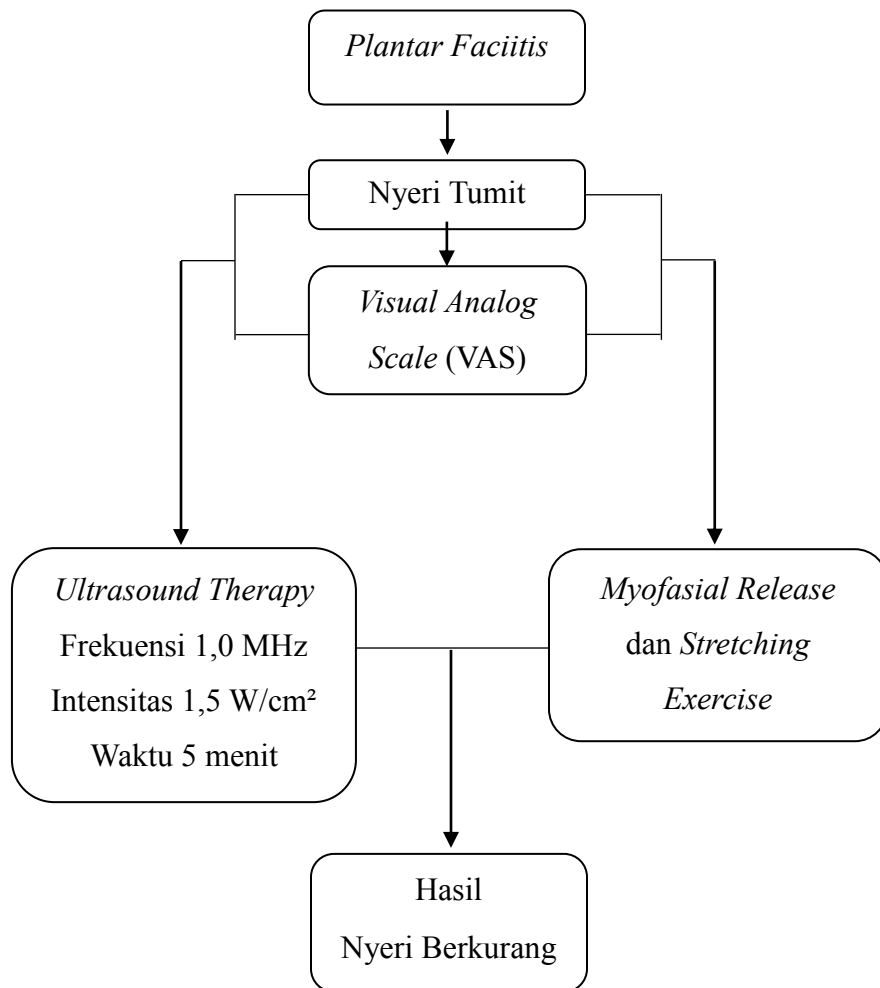 Plantar Faciitis
Nyeri Tumit
Visual Analog
Scale (VAS)
Ultrasound Therapy
Frekuensi 1,0 MHz
Intensitas 1,5 W/cm²
Waktu 5 menit
Myofasial Release
dan Stretching
Exercise
Hasil
Nyeri Berkurang